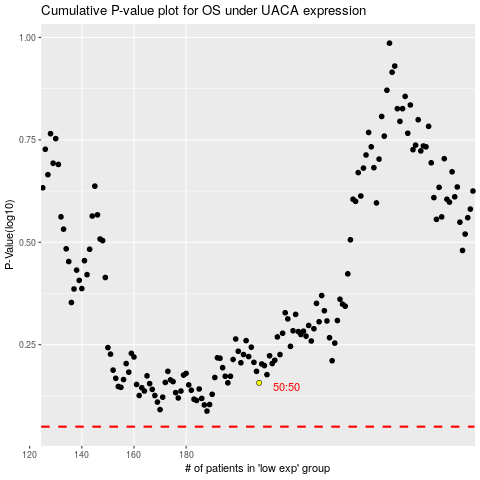 Cumulative P-value plot for OS under UACA expression
1.00
0.75
0.50
0.25
P-Value(log10)
50:50
120 140 160 180
# of patients in 'low exp' group